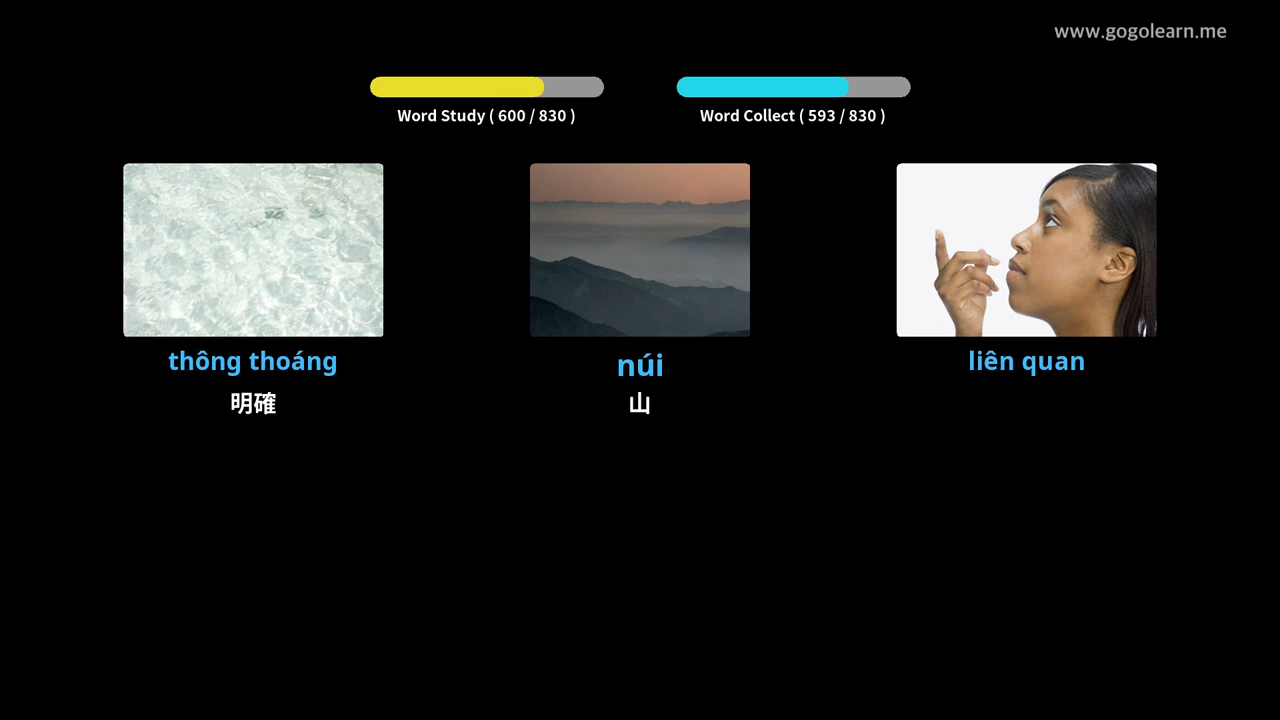 www.gogolearn.me
Word Study ( 600 / 830 )
Word Collect ( 593 / 830 )
thông thoáng
明確
núi
山
liên quan